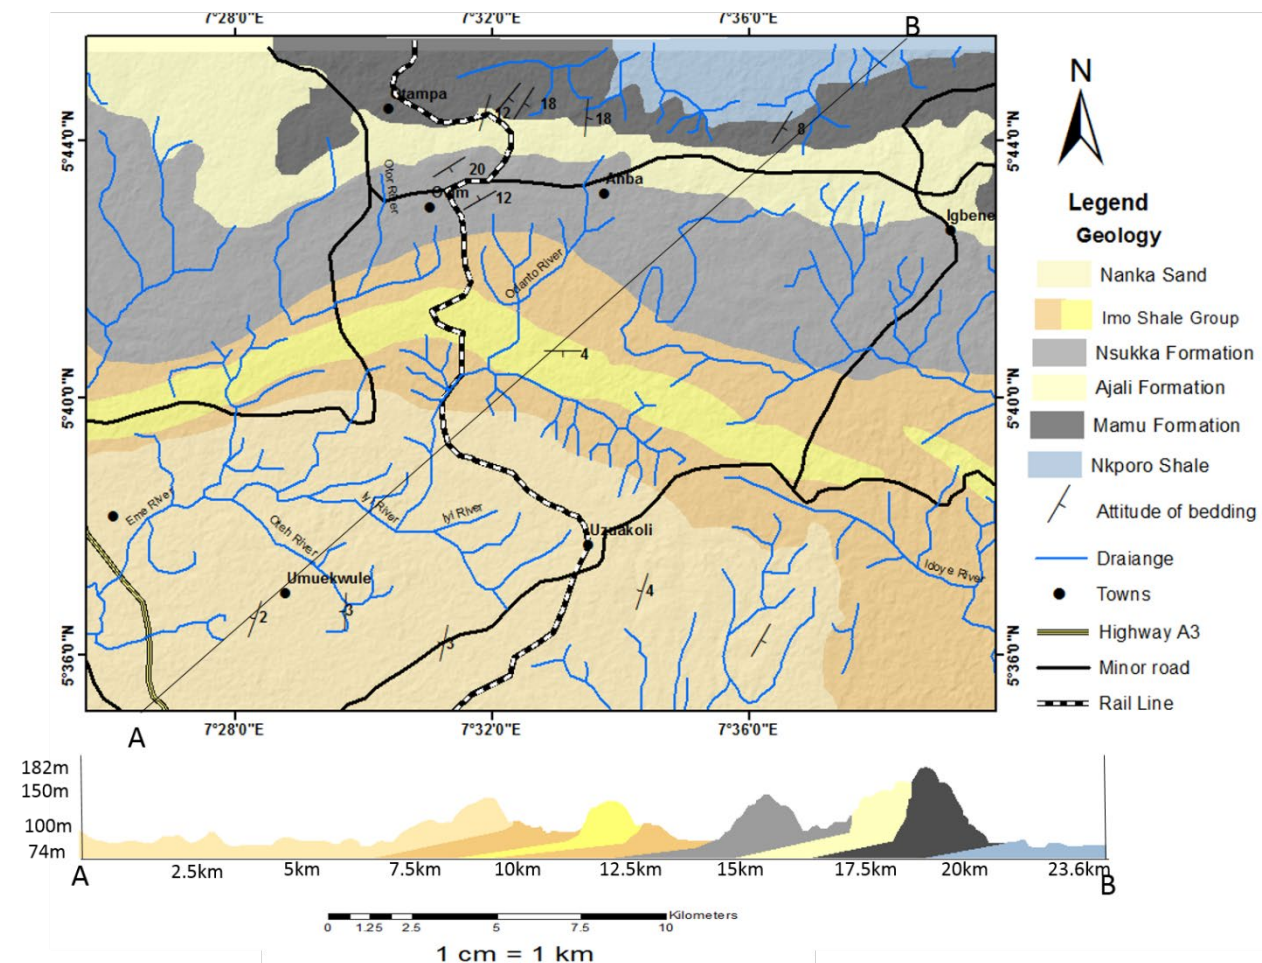 7°28'0"E 7°32'0"E 7°36'0"E
B
N
5°44'0"N 5°44'0"N
12 18 18 8
20
Otor River
Ahba
12
Igbene
Legend
Geology
Nanka Sand
Imo Shale Group
Nsukka Formation
Ajali Formation
Mamu Formation
Nkporo Shale
Attitude of bedding
Draiange
Towns
Highway A3
Minor road
Rail Line
4
5°40'0"N 5°40'0"N
Eme River
Oteh River
Iyi River
Iyi River
Uzuakoli
Idoye River
Umuekwule
2 3 3 4
5°36'0"N 5°36'0"N
7°28'0"E 7°32'0"E 7°36'0"E
A
182m
150m
100m
74m
A 2.5km 5km 7.5km 10km 12.5km 15km 17.5km 20km 23.6km B
Kilometers
0 1.25 2.5 5 7.5 10
1 cm = 1 km